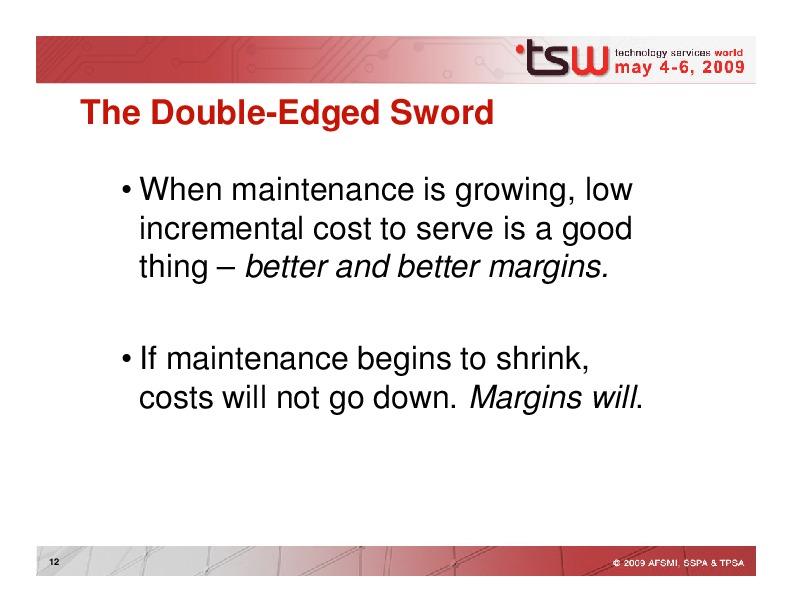 tsw technology services world
may 4-6, 2009
The Double-Edged Sword
• When maintenance is growing, low
incremental cost to serve is a good
thing – better and better margins.
• If maintenance begins to shrink,
costs will not go down. Margins will.
12
© 2009 AFSMI, SSPA & TPSA